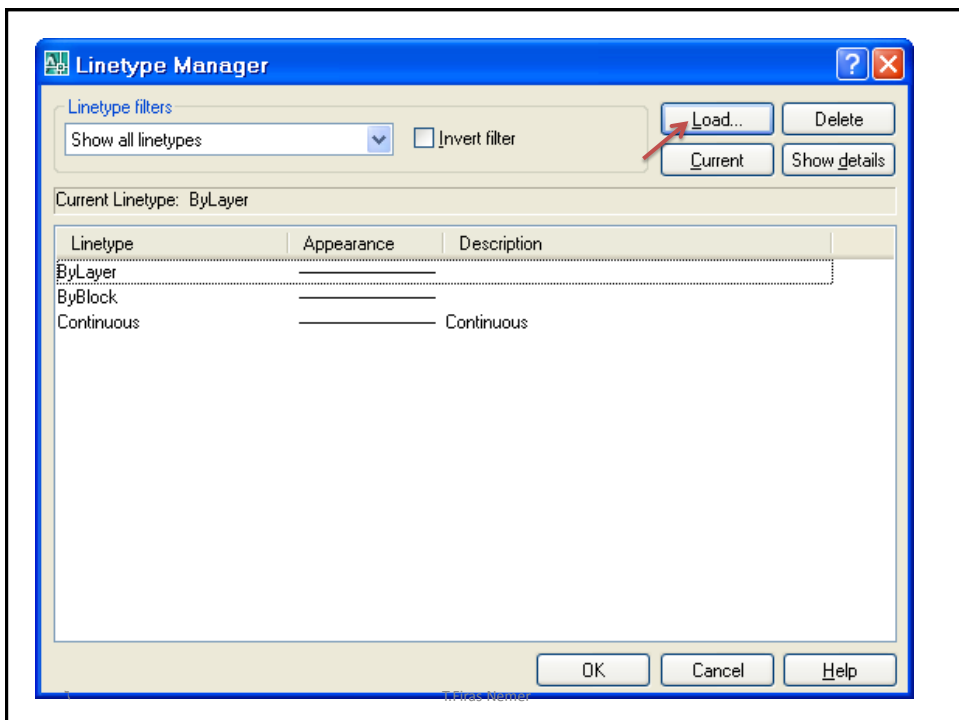 Linetype Manager
Linetype filters
Show all linetypes
Invert filter
Load...
Delete
Current
Show details
Current Linetype: ByLayer
Linetype Appearance Description
ByLayer
ByBlock
Continuous Continuous
OK Cancel Help
T.Firas Nemer